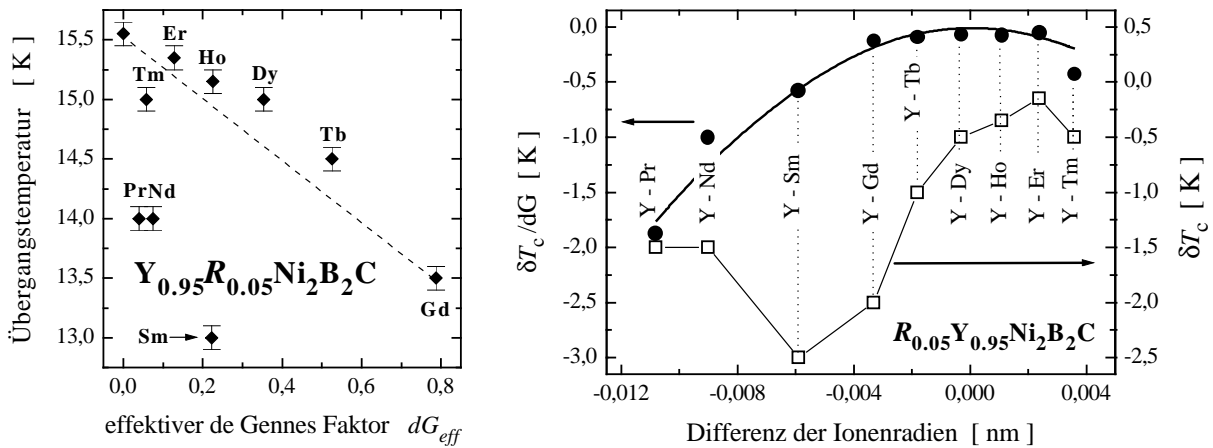 Übergangstemperatur [ K ]
15,5
15,0
14,5
14,0
13,5
13,0
Er
Tm
Ho
Dy
Tb
PrNd
Y0.95R0.05Ni2B2C
Gd
Sm
0,0 0,2 0,4 0,6 0,8
effektiver de Gennes Faktor dGeff
δTc/dG [ K ]
0,0
-0,5
-1,0
-1,5
-2,0
-2,5
-3,0
Y - Pr
Y - Nd
Y - Sm
Y - Gd
Y - Tb
Y - Dy
Y - Ho
Y - Er
Y - Tm
R0.05Y0.95Ni2B2C
0,5
0,0
-0,5
-1,0
-1,5
-2,0
-2,5
δTc [ K ]
-0,012 -0,008 -0,004 0,000 0,004
Differenz der Ionenradien [ nm ]